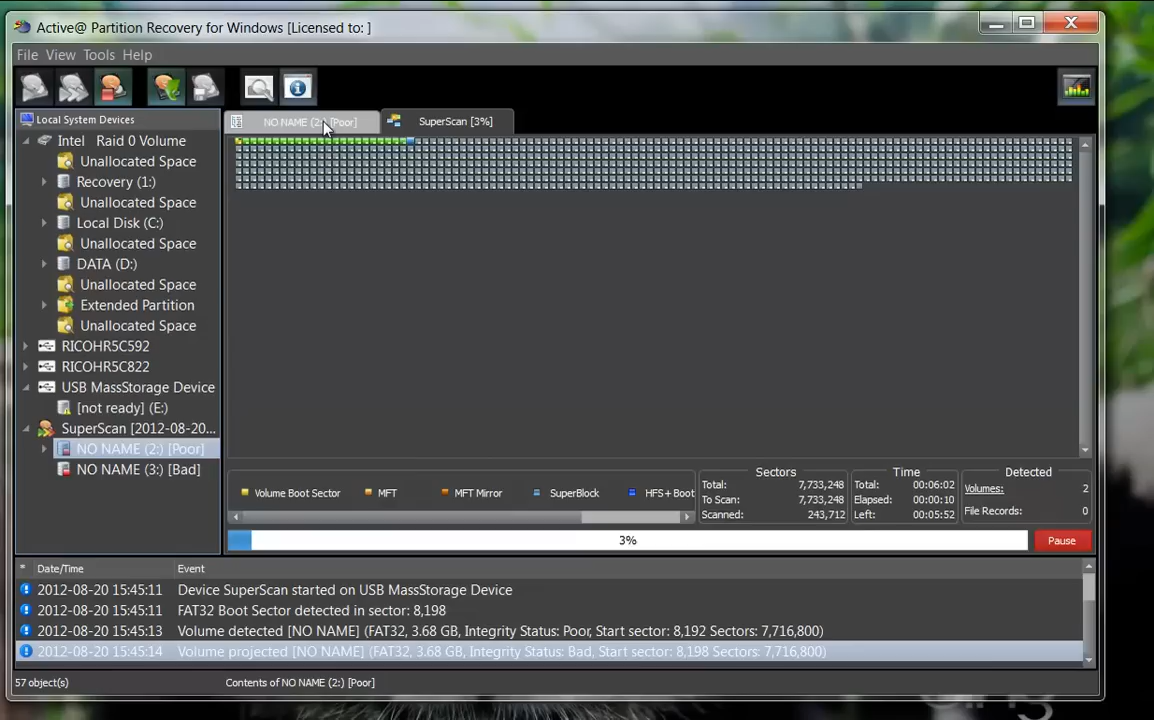 Active@ Partition Recovery for Windows [Licensed to: ]
File View Tools Help
Local System Devices
NO NAME (2:) [Poor]
SuperScan [3%]
Intel Raid 0 Volume
Unallocated Space
Recovery (1:)
Unallocated Space
Local Disk (C:)
Unallocated Space
DATA (D:)
Unallocated Space
Extended Partition
Unallocated Space
RICOHR5C592
RICOHR5C822
USB MassStorage Device
[not ready] (E:)
SuperScan [2012-08-20...
NO NAME (2:) [Poor]
NO NAME (3:) [Bad]
Volume Boot Sector MFT MFT Mirror SuperBlock HFS+ Boot
Sectors
Total: 7,733,248
To Scan: 7,733,248
Scanned: 243,712
Time
Total: 00:06:02
Elapsed: 00:00:10
Left: 00:05:52
Detected
Volumes: 2
File Records: 0
3%
Pause
* Date/Time Event
2012-08-20 15:45:11 Device SuperScan started on USB MassStorage Device
2012-08-20 15:45:11 FAT32 Boot Sector detected in sector: 8,198
2012-08-20 15:45:13 Volume detected [NO NAME] (FAT32, 3.68 GB, Integrity Status: Poor, Start sector: 8,192 Sectors: 7,716,800)
2012-08-20 15:45:14 Volume projected [NO NAME] (FAT32, 3.68 GB, Integrity Status: Bad, Start sector: 8,198 Sectors: 7,716,800)
57 object(s)
Contents of NO NAME (2:) [Poor]